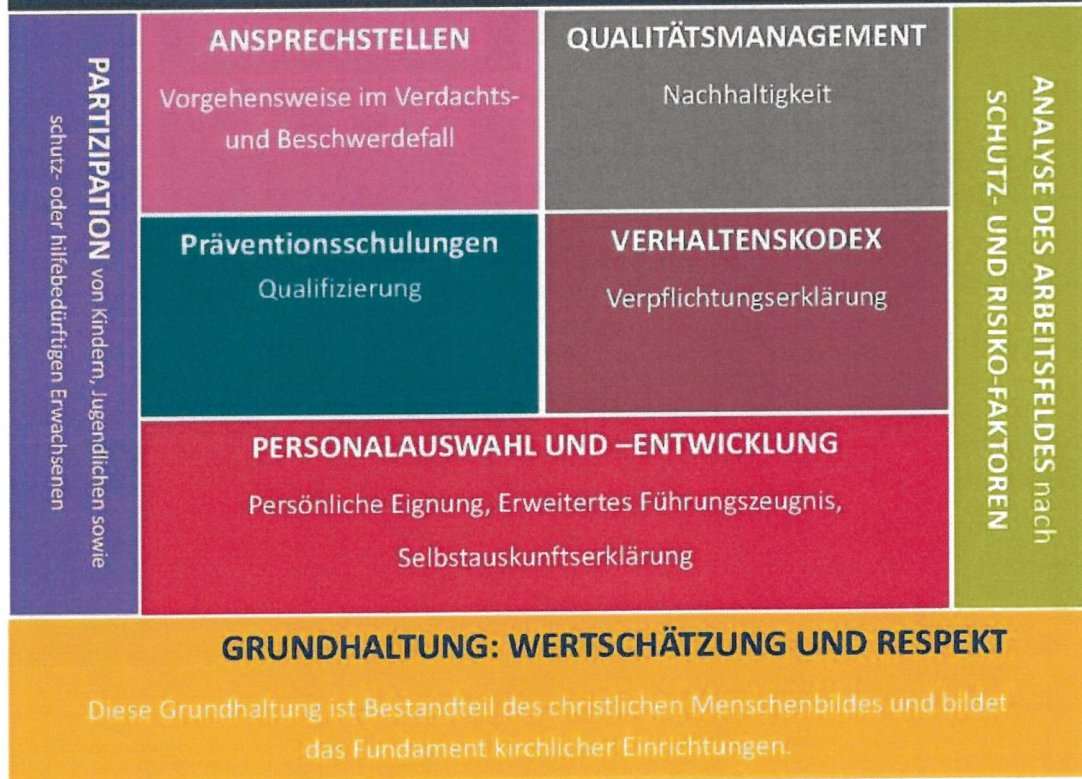 PARTIZIPATION von Kindern, Jugendlichen sowie
schutz- oder hilfebedürftigen Erwachsenen
ANSPRECHSTELLEN
Vorgehensweise im Verdachts-
und Beschwerdefall
QUALITÄTSMANAGEMENT
Nachhaltigkeit
Präventionsschulungen
Qualifizierung
VERHALTENSKODEX
Verpflichtungserklärung
PERSONALAUSWAHL UND –ENTWICKLUNG
Persönliche Eignung, Erweitertes Führungszeugnis,
Selbstauskunftserklärung
ANALYSE DES ARBEITSFELDES nach
SCHUTZ- UND RISIKO-FAKTOREN
GRUNDHALTUNG: WERTSCHÄTZUNG UND RESPEKT
Diese Grundhaltung ist Bestandteil des christlichen Menschenbildes und bildet
das Fundament kirchlicher Einrichtungen.